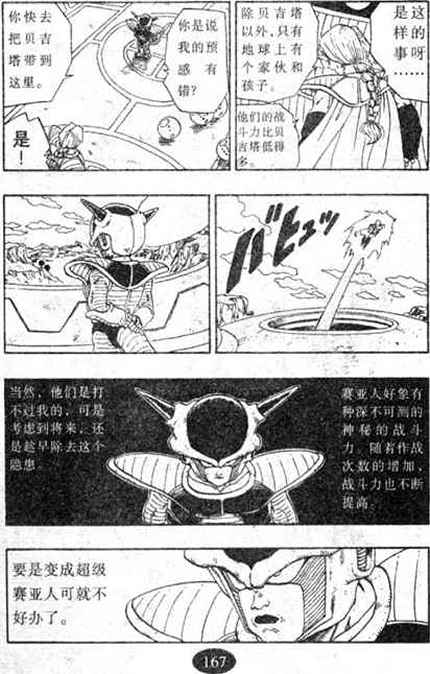 是这
样的
事呀
……
除贝吉塔
以外,只有
地球上有
个家伙和
孩子。
他们的战
斗力比贝
吉塔低得
多。
你是说
我的预
感有
错?
你快去
把贝吉
塔带到
这里。
是!
バヒュッ
赛亚人好象有
种深不可测的
神秘的战斗
力。随着作战
次数的增加,
战斗力也不断
提高。
当然,他们是打
不过我的,可是
考虑到将来,还
是趁早除去这个
隐患
要是变成超级
赛亚人可就不
好办了。
167